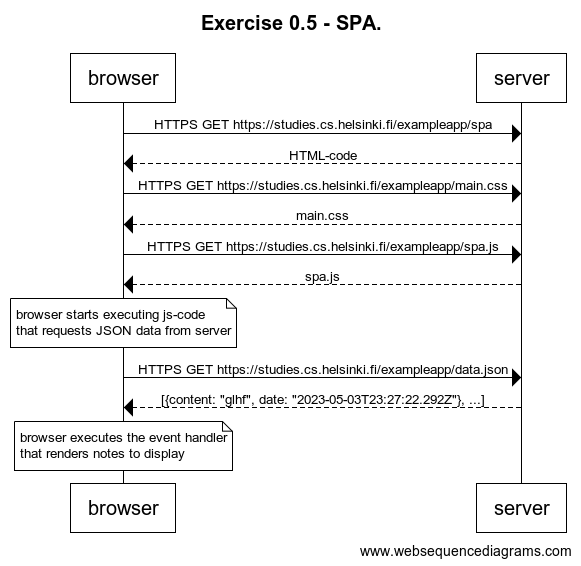 Exercise 0.5 - SPA.
browser
server
HTTPS GET https://studies.cs.helsinki.fi/exampleapp/spa
HTML-code
HTTPS GET https://studies.cs.helsinki.fi/exampleapp/main.css
main.css
HTTPS GET https://studies.cs.helsinki.fi/exampleapp/spa.js
spa.js
browser starts executing js-code
that requests JSON data from server
HTTPS GET https://studies.cs.helsinki.fi/exampleapp/data.json
[{content: "glhf", date: "2023-05-03T23:27:22.292Z"}, ...]
browser executes the event handler
that renders notes to display
browser
server
www.websequencediagrams.com